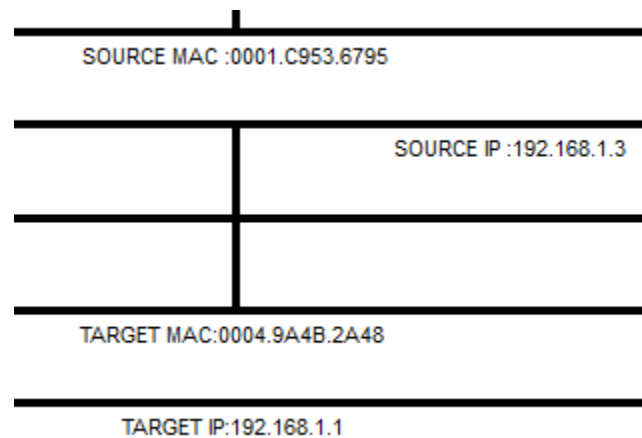 SOURCE MAC :0001.C953.6795
SOURCE IP :192.168.1.3
TARGET MAC:0004.9A4B.2A48
TARGET IP:192.168.1.1